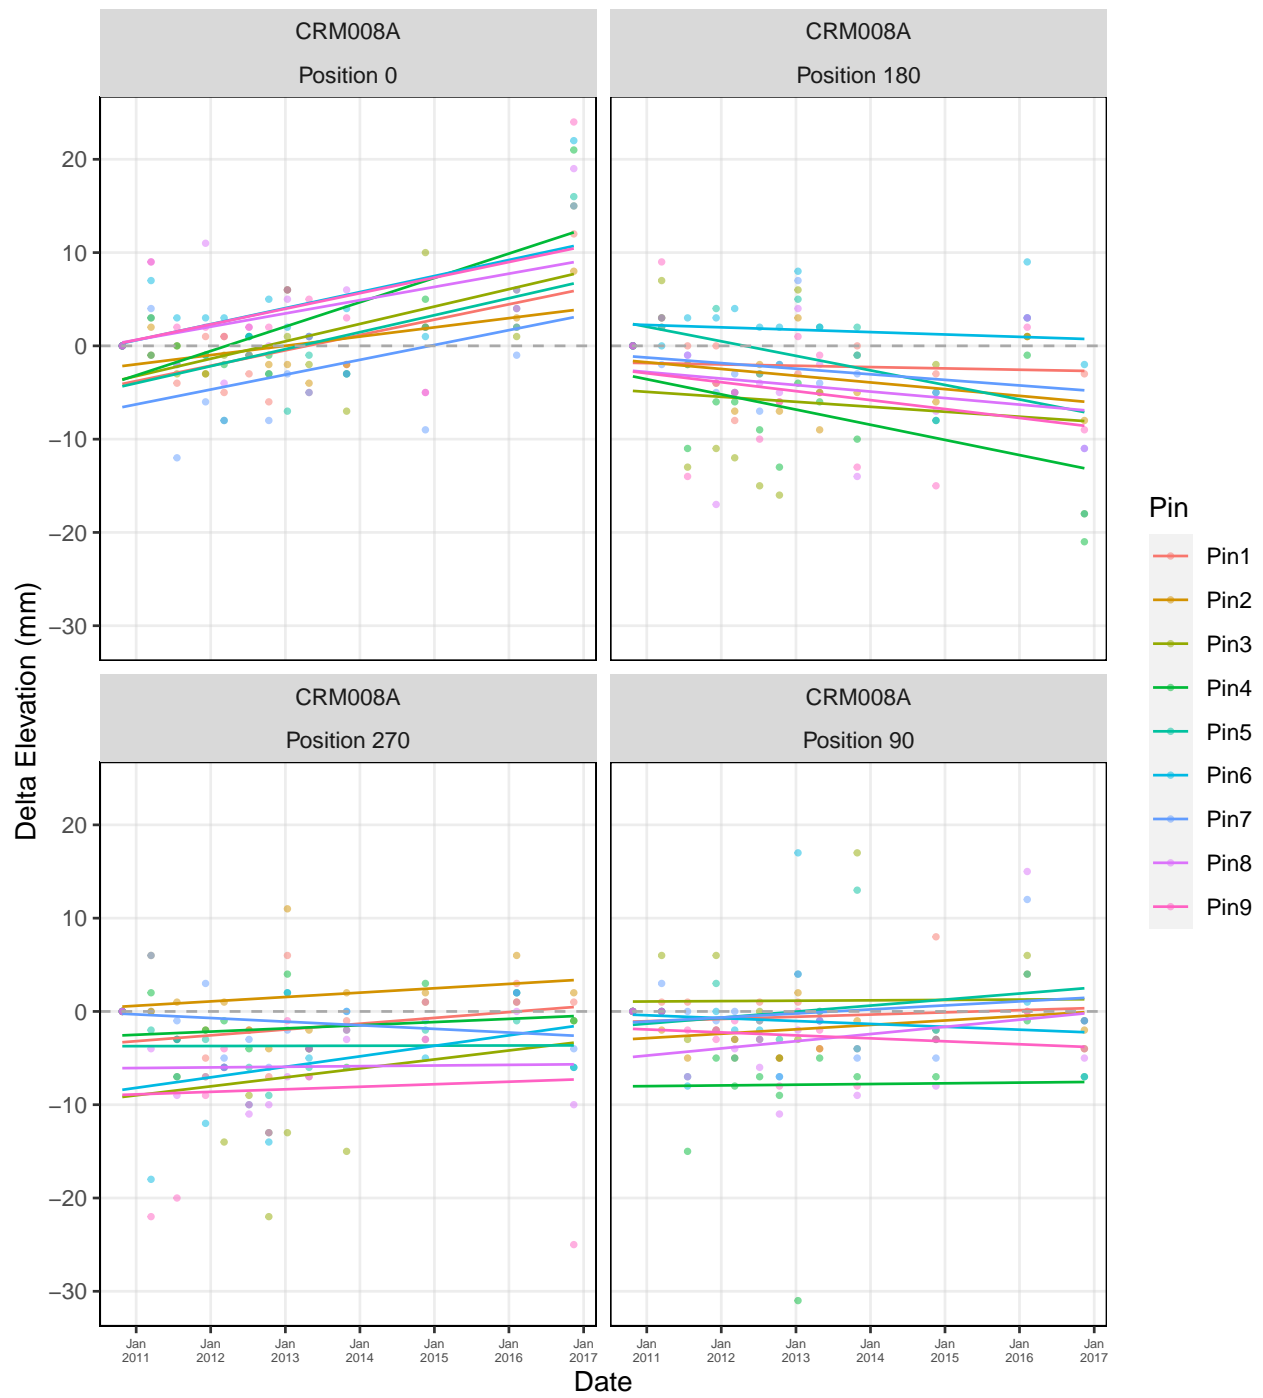 CRM008A
Position 0
CRM008A
Position 180
20
10
0
−10
−20
−30
CRM008A
Position 270
CRM008A
Position 90
20
10
0
−10
−20
−30
Jan 2011
Jan 2012
Jan 2013
Jan 2014
Jan 2015
Jan 2016
Jan 2017
Jan 2011
Jan 2012
Jan 2013
Jan 2014
Jan 2015
Jan 2016
Jan 2017
Date
Delta Elevation (mm)
Pin
Pin1
Pin2
Pin3
Pin4
Pin5
Pin6
Pin7
Pin8
Pin9